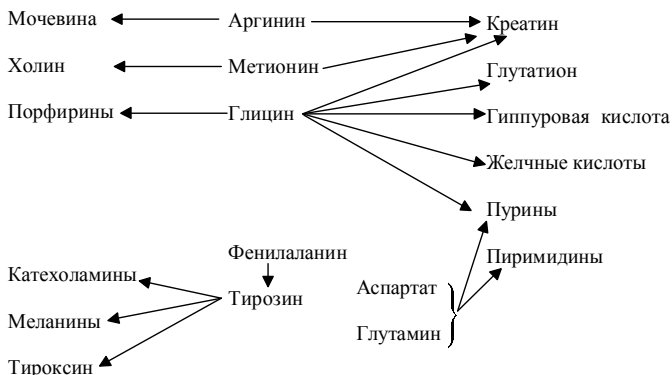 Мочевина Аргинин Креатин
Холин Метионин Глутатион
Порфирины Глицин Гиппуровая кислота
Желчные кислоты
Пурины
Фенилаланин Пиримидины
Катехоламины Тирозин Аспартат
Меланины Глутамин
Тироксин